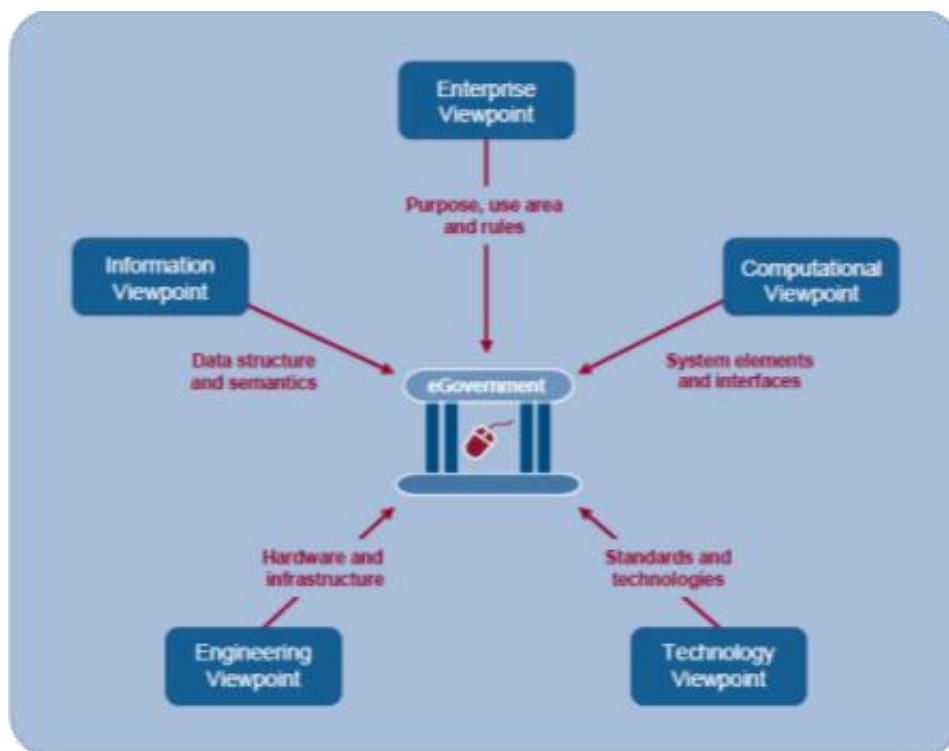 Enterprise
Viewpoint
Purpose, use area
and rules
Information
Viewpoint
Computational
Viewpoint
Data structure
and semantics
System elements
and interfaces
eGovernment
Hardware and
infrastructure
Standards and
technologies
Engineering
Viewpoint
Technology
Viewpoint